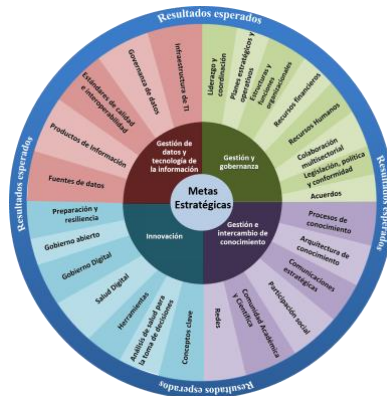 Resultados esperados
Resultados esperados
Resultados esperados
Resultados esperados
Metas
Estratégicas
Gestión de
datos y
tecnología de
la información
Fuentes de datos
Productos de Información
Estándares de calidad
e interoperabilidad
Governanza de datos
Infraestructura de TI
Gestión y
gobernanza
Liderazgo y
coordinación
Planes estratégicos y
operativos
Estructuras y
funciones
organizacionales
Recursos financieros
Recursos Humanos
Colaboración
multisectorial
Legislación, política
y conformidad
Acuerdos
Gestión e
intercambio de
conocimiento
Procesos de
conocimiento
Arquitectura de
conocimiento
Comunicaciones
estratégicas
Participación social
Comunidad Académica
y Científica
Redes
Innovación
Conceptos clave
Análisis de salud para
la toma de decisiones
Herramientas
Salud Digital
Gobierno Digital
Gobierno abierto
Preparación y
resiliencia